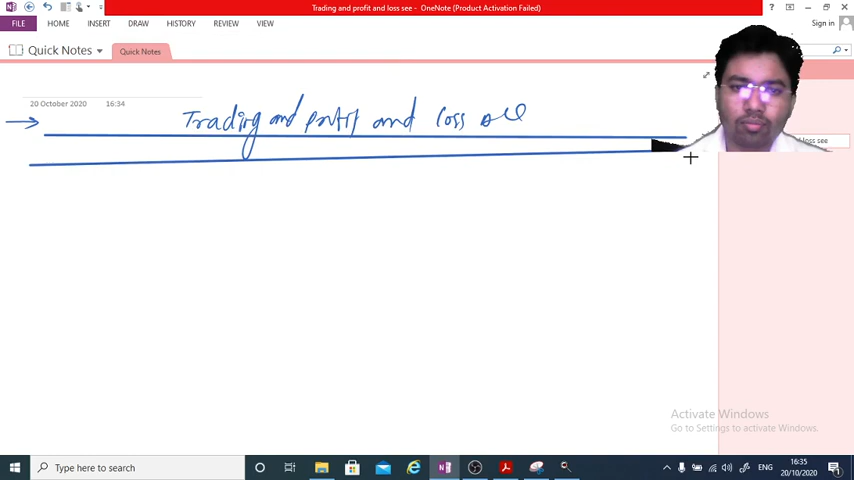 Trading and profit and loss see - OneNote (Product Activation Failed)
FILE HOME INSERT DRAW HISTORY REVIEW VIEW
Sign in
Quick Notes
Quick Notes
20 October 2020 16:34
Trading and profit and loss
loss see
Activate Windows
Go to Settings to activate Windows.
Type here to search
ENG
16:35
20/10/2020